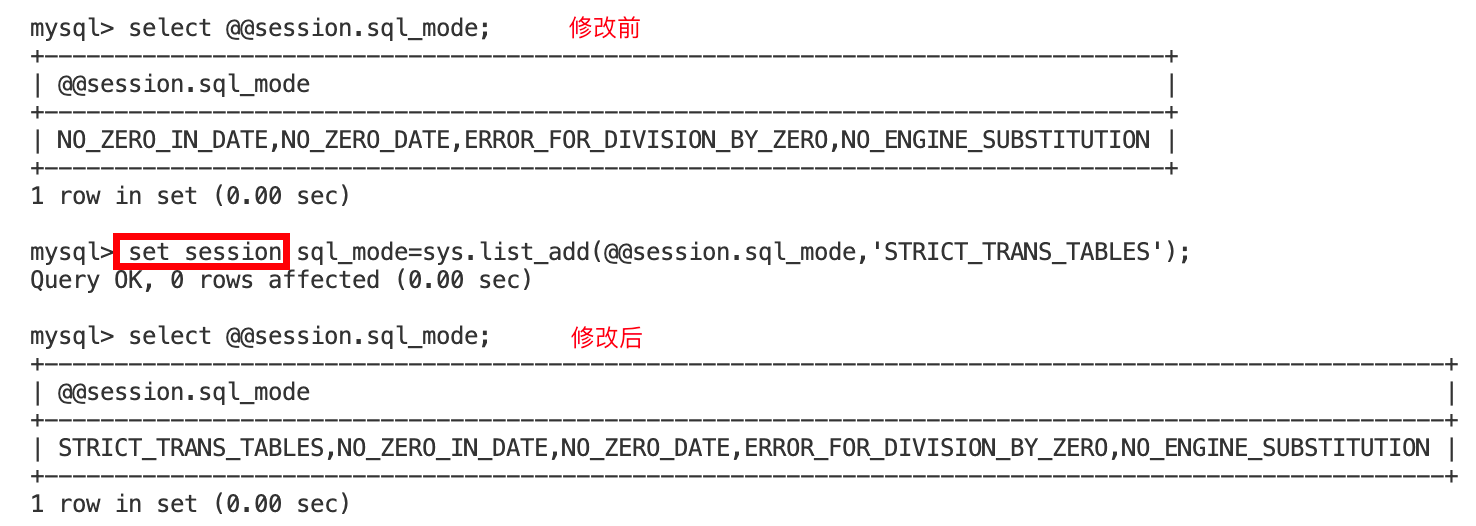 mysql> select @@session.sql_mode; 修改前
+--------------------------------------------------------------------------------+
| @@session.sql_mode |
+--------------------------------------------------------------------------------+
| NO_ZERO_IN_DATE,NO_ZERO_DATE,ERROR_FOR_DIVISION_BY_ZERO,NO_ENGINE_SUBSTITUTION |
+--------------------------------------------------------------------------------+
1 row in set (0.00 sec)
mysql> set session sql_mode=sys.list_add(@@session.sql_mode,'STRICT_TRANS_TABLES');
Query OK, 0 rows affected (0.00 sec)
mysql> select @@session.sql_mode; 修改后
+----------------------------------------------------------------------------------------------------+
| @@session.sql_mode |
+----------------------------------------------------------------------------------------------------+
| STRICT_TRANS_TABLES,NO_ZERO_IN_DATE,NO_ZERO_DATE,ERROR_FOR_DIVISION_BY_ZERO,NO_ENGINE_SUBSTITUTION |
+----------------------------------------------------------------------------------------------------+
1 row in set (0.00 sec)